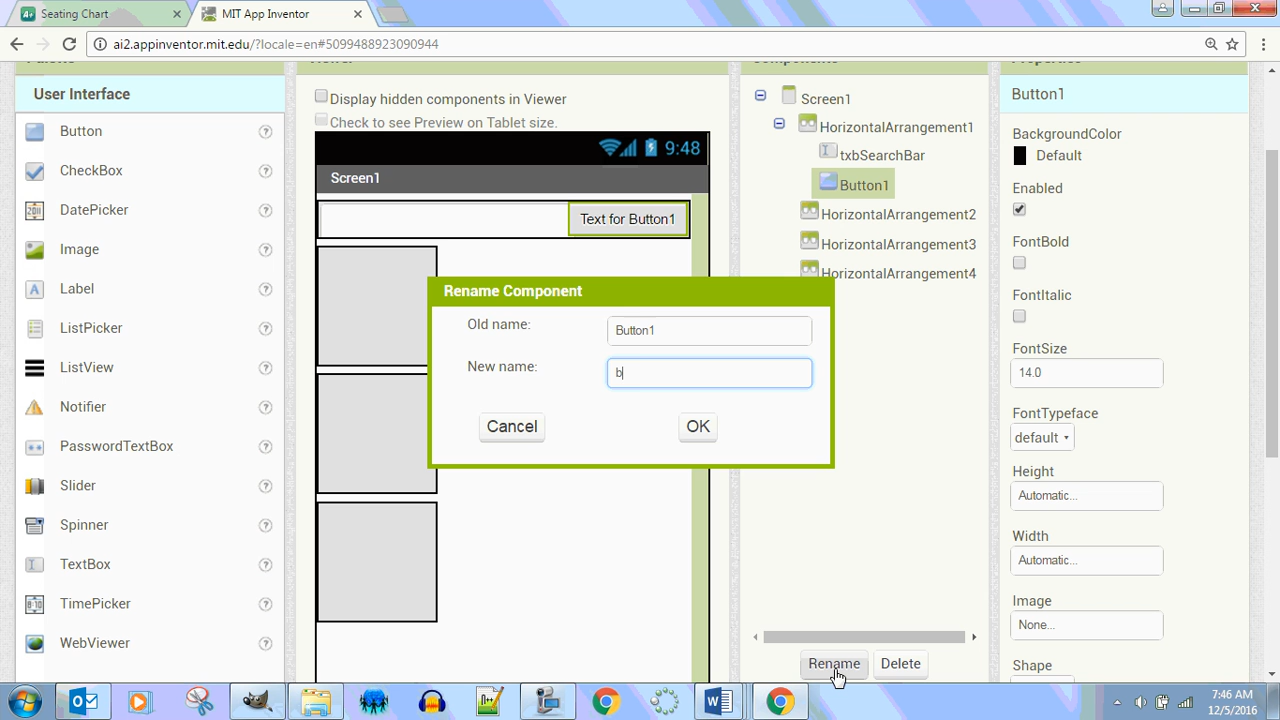 Seating Chart
MIT App Inventor
ai2.appinventor.mit.edu/?locale=en#5099488923090944
Palette
Viewer
Components
Properties
User Interface
Button
CheckBox
DatePicker
Image
Label
ListPicker
ListView
Notifier
PasswordTextBox
Slider
Spinner
TextBox
TimePicker
WebViewer
Display hidden components in Viewer
Check to see Preview on Tablet size.
9:48
Screen1
Text for Button1
Rename Component
Old name:
Button1
New name:
b
Cancel
OK
Screen1
HorizontalArrangement1
txbSearchBar
Button1
HorizontalArrangement2
HorizontalArrangement3
HorizontalArrangement4
Rename
Delete
Button1
BackgroundColor
Default
Enabled
FontBold
FontItalic
FontSize
14.0
FontTypeface
default
Height
Automatic...
Width
Automatic...
Image
None...
Shape
7:46 AM
12/5/2016